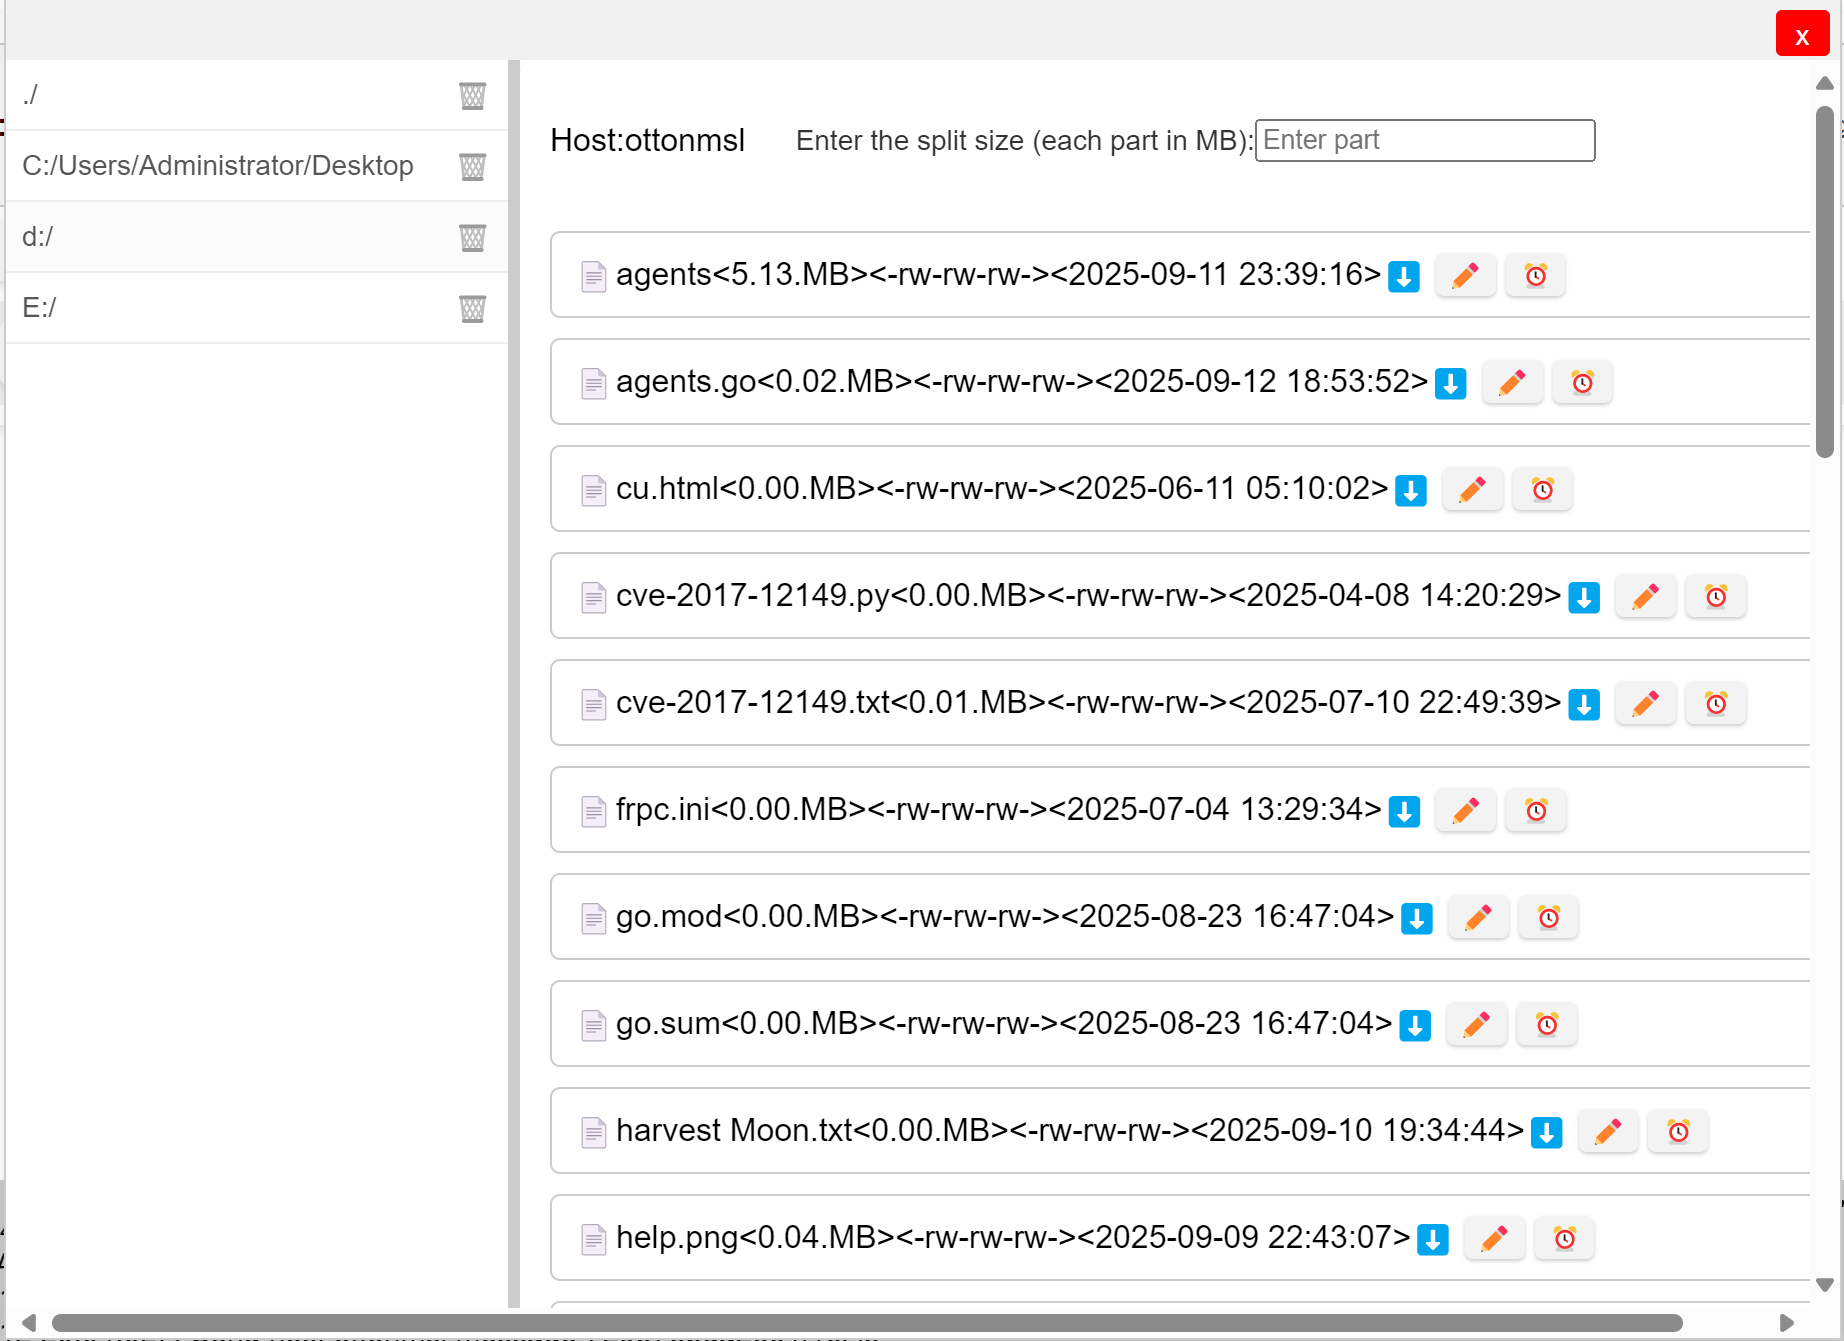 x
./
C:/Users/Administrator/Desktop
d:/
E:/
Host:ottonmsl Enter the split size (each part in MB): Enter part
agents<5.13.MB><-rw-rw-rw-><2025-09-11 23:39:16>
agents.go<0.02.MB><-rw-rw-rw-><2025-09-12 18:53:52>
cu.html<0.00.MB><-rw-rw-rw-><2025-06-11 05:10:02>
cve-2017-12149.py<0.00.MB><-rw-rw-rw-><2025-04-08 14:20:29>
cve-2017-12149.txt<0.01.MB><-rw-rw-rw-><2025-07-10 22:49:39>
frpc.ini<0.00.MB><-rw-rw-rw-><2025-07-04 13:29:34>
go.mod<0.00.MB><-rw-rw-rw-><2025-08-23 16:47:04>
go.sum<0.00.MB><-rw-rw-rw-><2025-08-23 16:47:04>
harvest Moon.txt<0.00.MB><-rw-rw-rw-><2025-09-10 19:34:44>
help.png<0.04.MB><-rw-rw-rw-><2025-09-09 22:43:07>